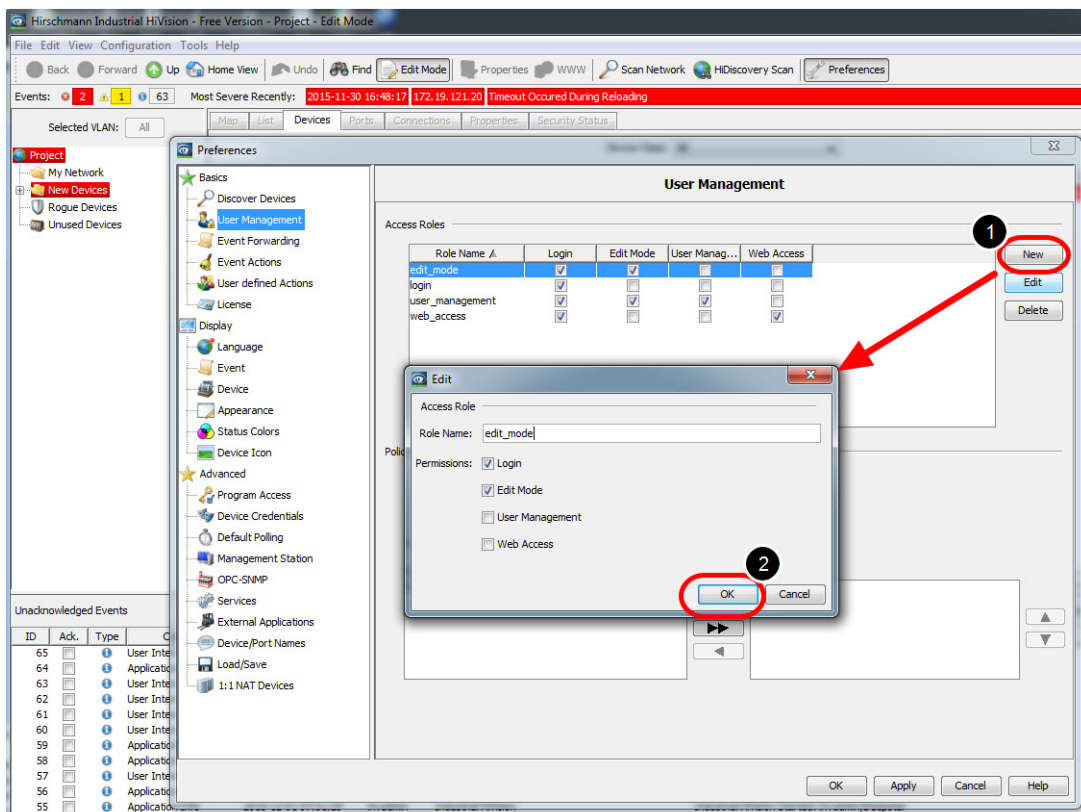 Hirschmann Industrial HiVision - Free Version - Project - Edit Mode
File Edit View Configuration Tools Help
Back Forward Up Home View Undo Find Edit Mode Properties WWW Scan Network HiDiscovery Scan Preferences
Events: 2 1 63 Most Severe Recently: 2015-11-30 16:48:17 172.19.121.20 Timeout Occured During Reloading
Selected VLAN: All
Map List Devices Ports Connections Properties Security Status
Project
My Network
New Devices
Rogue Devices
Unused Devices
Preferences
Basics
Discover Devices
User Management
Event Forwarding
Event Actions
User defined Actions
License
Display
Language
Event
Device
Appearance
Status Colors
Device Icon
Advanced
Program Access
Device Credentials
Default Polling
Management Station
OPC-SNMP
Services
External Applications
Device/Port Names
Load/Save
1:1 NAT Devices
User Management
Access Roles
1
Role Name Login Edit Mode User Manag... Web Access
edit_mode
login
user_management
web_access
New
Edit
Delete
Edit
Access Role
Role Name: edit_mode
Permissions: Login
Edit Mode
User Management
Web Access
2
OK Cancel
Polic
Unacknowledged Events
ID Ack. Type C
65 User Inte
64 Applicatio
63 User Inte
62 User Inte
61 User Inte
60 User Inte
59 Applicatio
58 Applicatio
57 User Inte
56 Applicatio
55
OK Apply Cancel Help